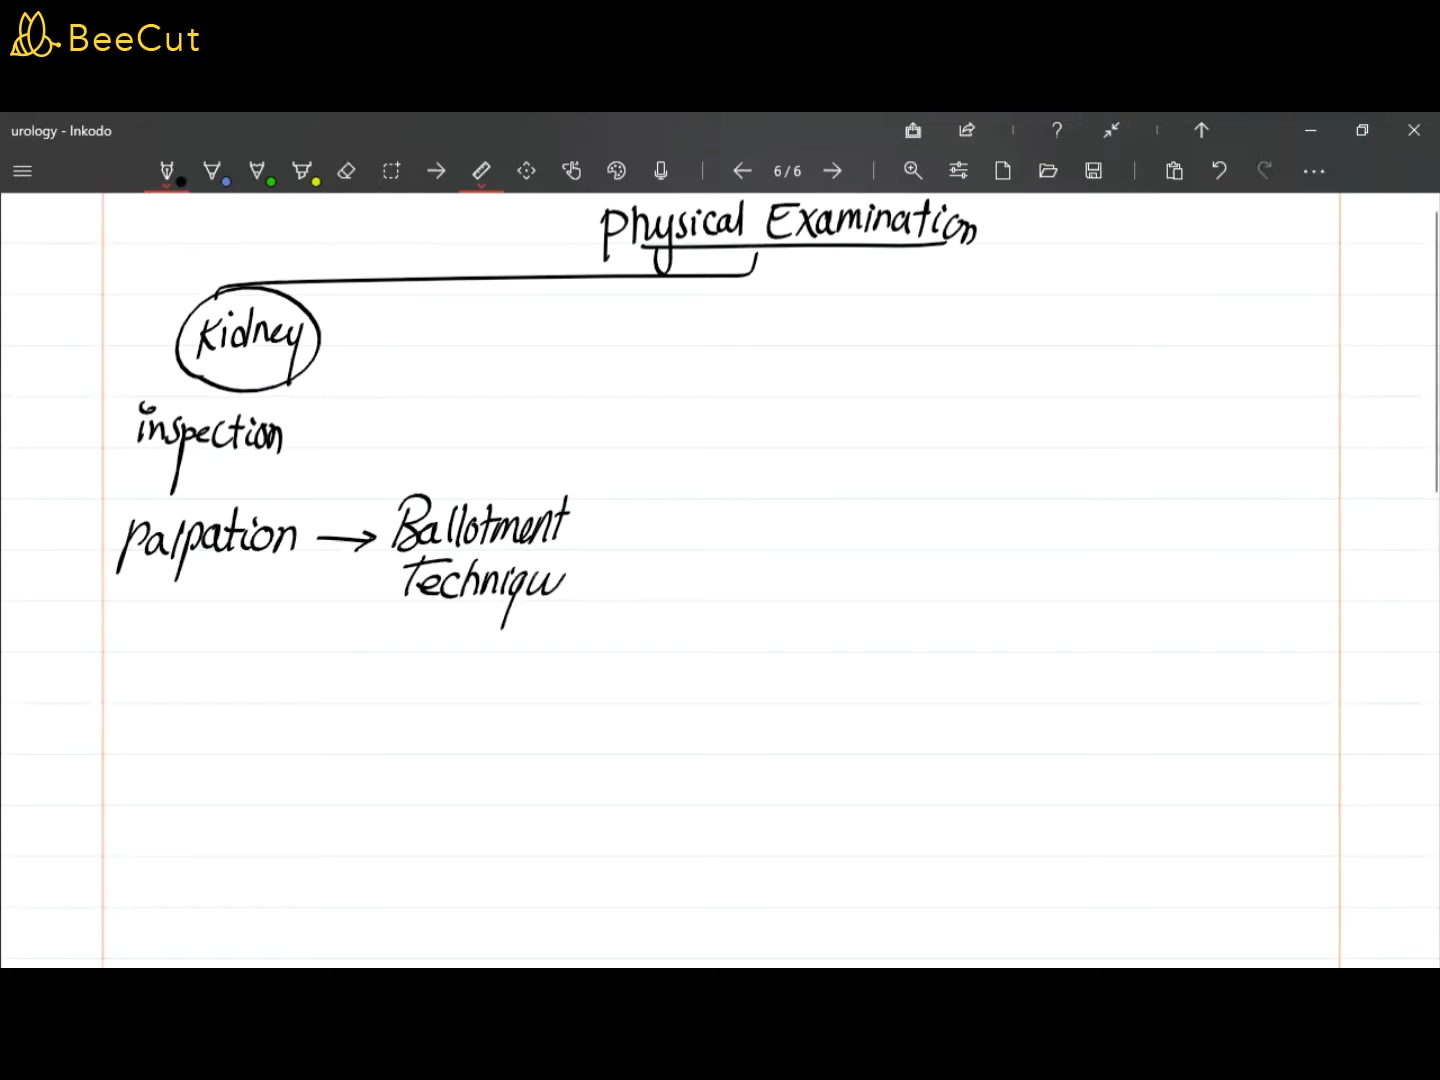 BeeCut
urology - Inkodo
6/6
Physical Examination
Kidney
inspection
palpation → Ballotment
Techniqu